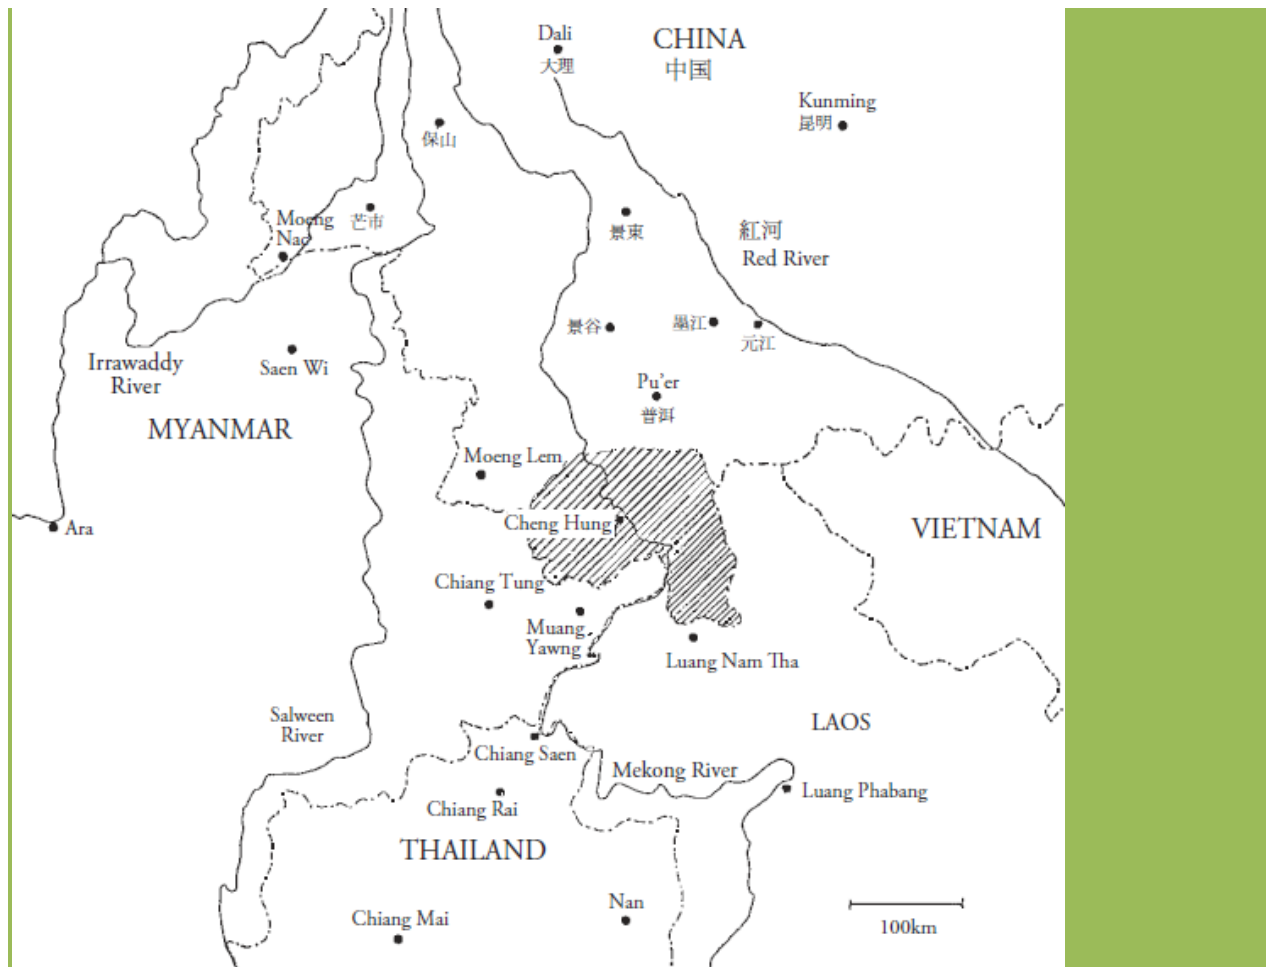 Dali
大理
CHINA
中国
Kunming
昆明
保山
Moeng
Nao
芒市
景東
紅河
Red River
景谷
墨江
元江
Irrawaddy
River
Saen Wi
Pu'er
普洱
MYANMAR
Moeng Lem
Ara
Cheng Hung
VIETNAM
Chiang Tung
Muang
Yawng
Luang Nam Tha
Salween
River
LAOS
Chiang Saen
Mekong River
Luang Phabang
Chiang Rai
THAILAND
Nan
Chiang Mai
100km